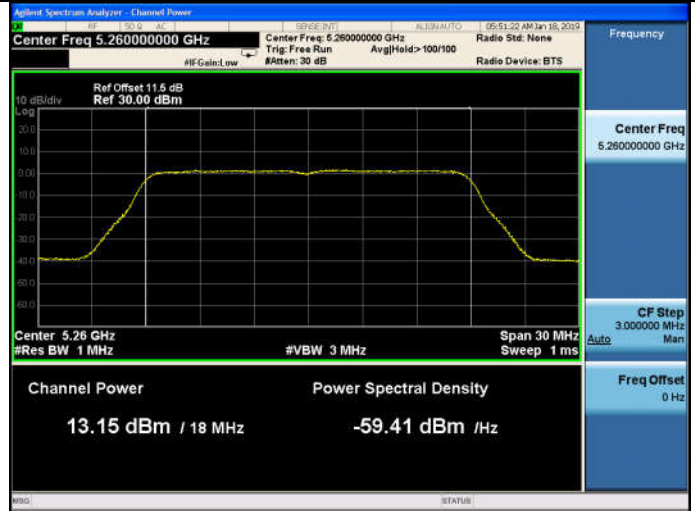 Agilent Spectrum Analyzer - Channel Power
RF 50 Ω AC SENSE:INT ALIGN AUTO 05:51:22 AM Jan 18, 2019
Center Freq 5.260000000 GHz
#IFGain:Low
Center Freq: 5.260000000 GHz
Trig: Free Run Avg|Hold:> 100/100
#Atten: 30 dB
Radio Std: None
Radio Device: BTS
Ref Offset 11.5 dB
10 dB/div Ref 30.00 dBm
Log
20.0
10.0
0.00
-10.0
-20.0
-30.0
-40.0
-50.0
-60.0
Center 5.26 GHz Span 30 MHz
#Res BW 1 MHz #VBW 3 MHz Sweep 1 ms
Channel Power Power Spectral Density
13.15 dBm / 18 MHz -59.41 dBm /Hz
Frequency
Center Freq
5.260000000 GHz
CF Step
3.000000 MHz
Auto Man
Freq Offset
0 Hz
MSG STATUS